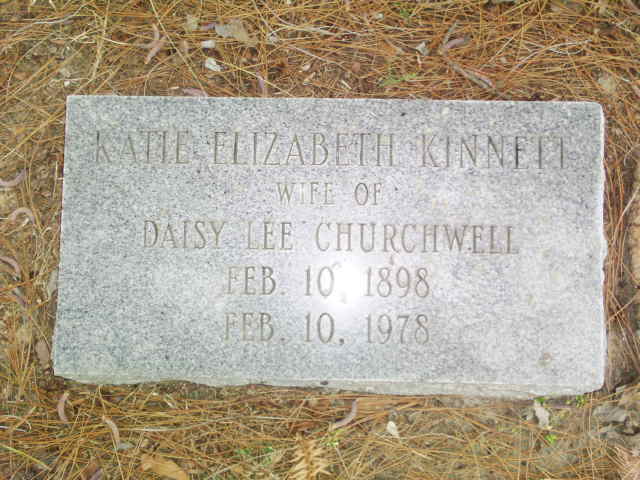 KATIE ELIZABETH KINNETT
WIFE OF
DAISY LEE CHURCHWELL
FEB. 10, 1898
FEB. 10, 1978